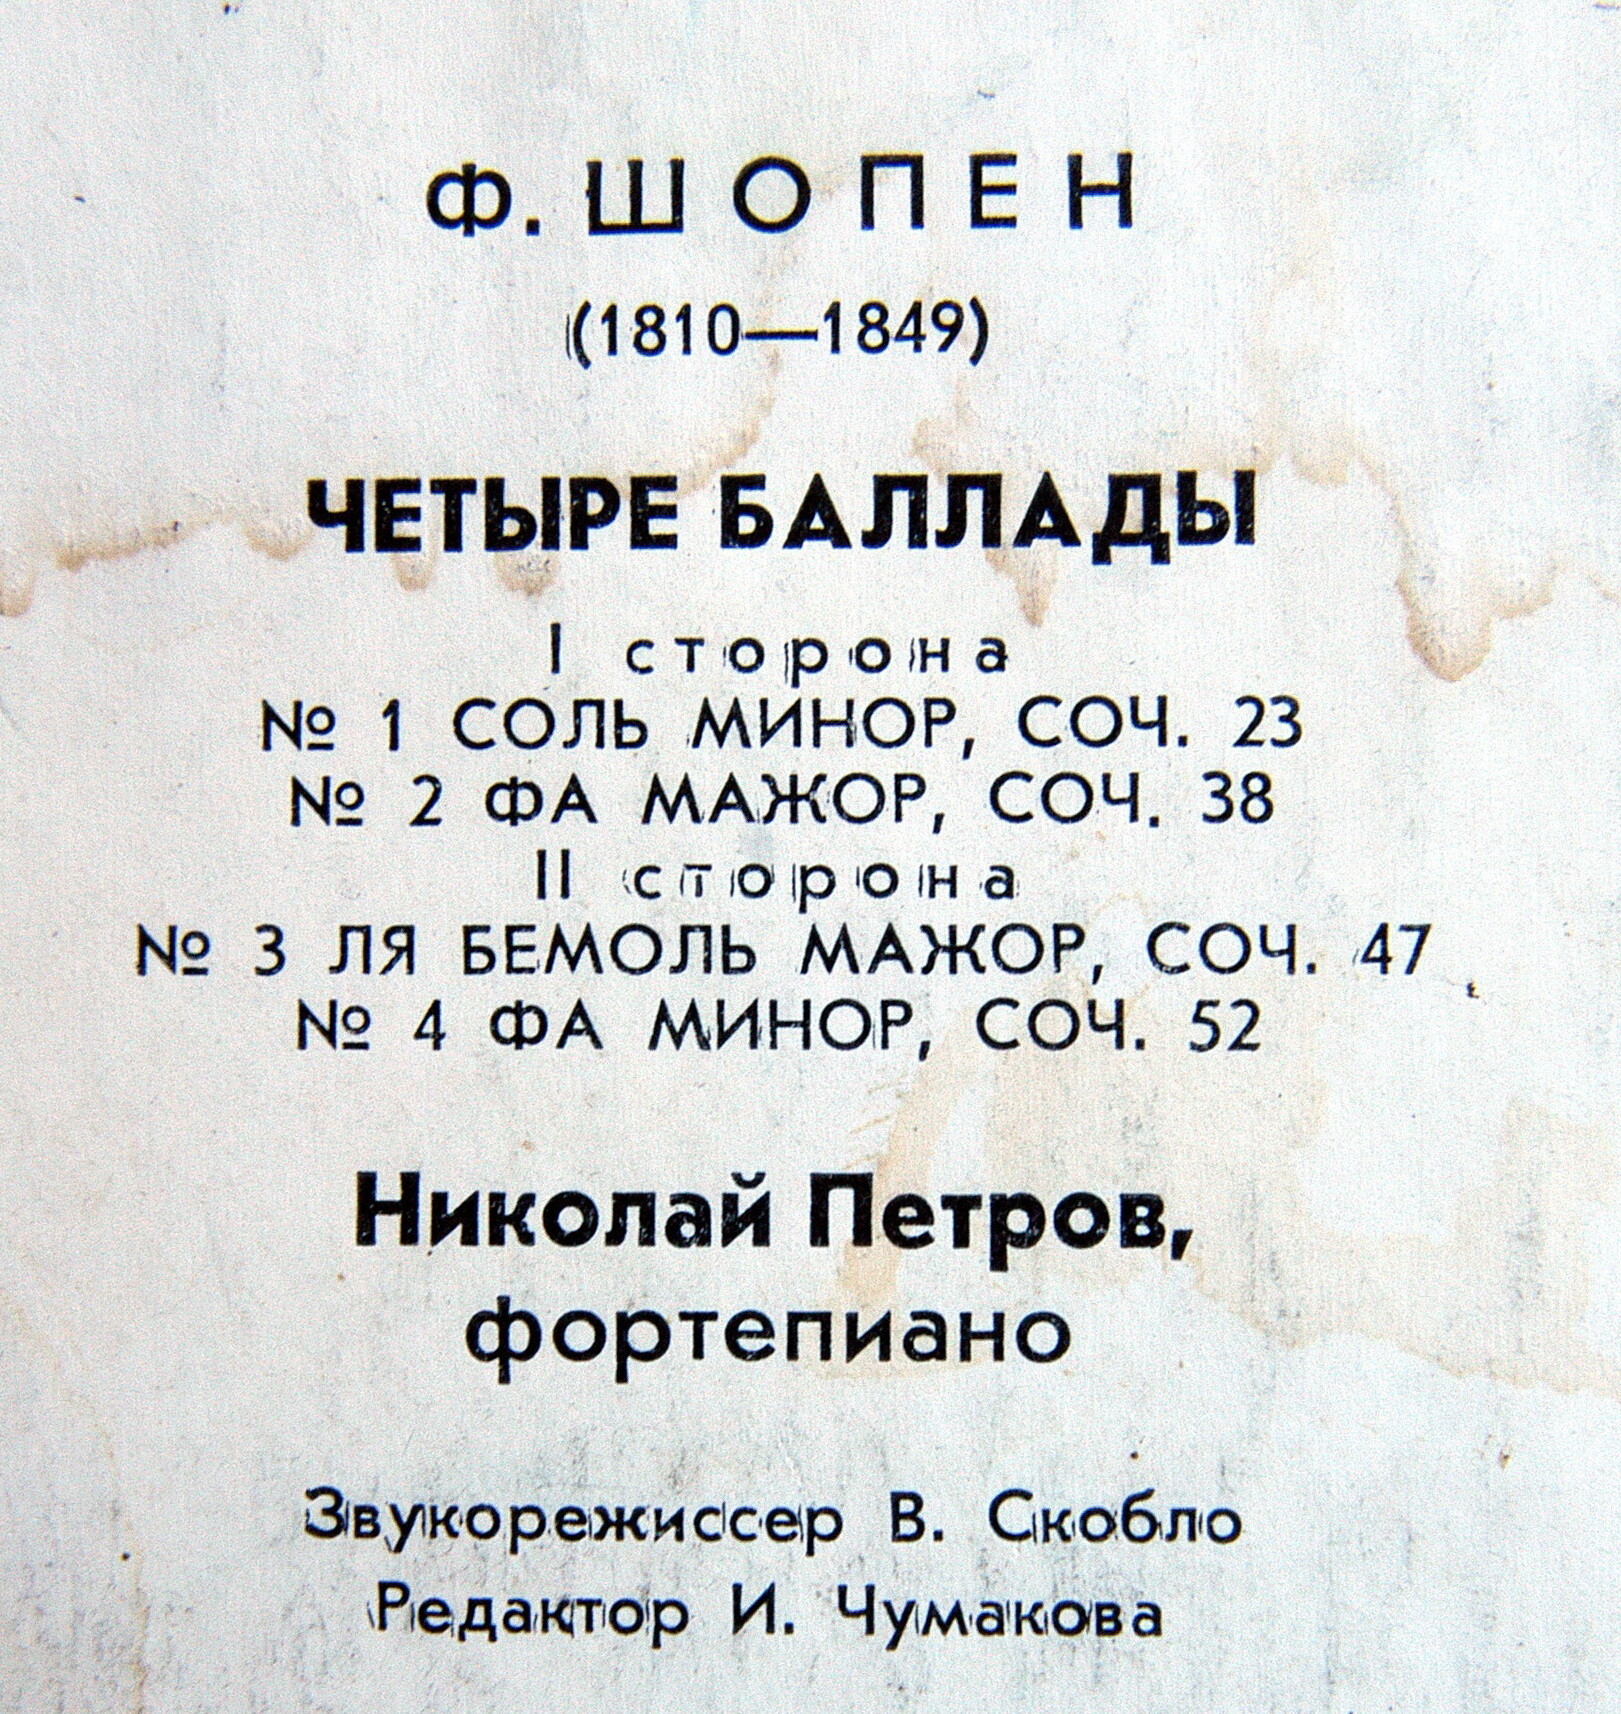 Ф. ШОПЕН
(1810—1849)
ЧЕТЫРЕ БАЛЛАДЫ
I сторона
№ 1 СОЛЬ МИНОР, СОЧ. 23
№ 2 ФА МАЖОР, СОЧ. 38
II сторона
№ 3 ЛЯ БЕМОЛЬ МАЖОР, СОЧ. 47
№ 4 ФА МИНОР, СОЧ. 52
Николай Петров,
фортепиано
Звукорежиссер В. Скобло
Редактор И. Чумакова